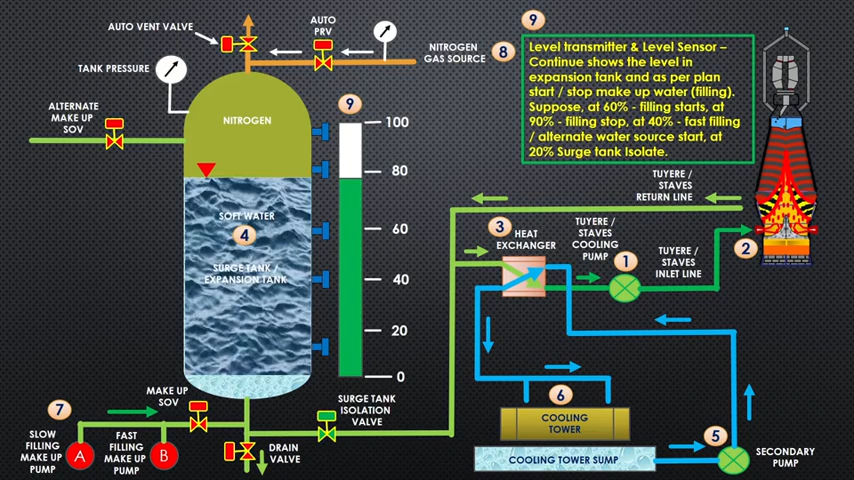 AUTO VENT VALVE
AUTO
PRV
NITROGEN
GAS SOURCE
8
9
Level transmitter & Level Sensor –
Continue shows the level in
expansion tank and as per plan
start / stop make up water (filling).
Suppose, at 60% - filling starts, at
90% - filling stop, at 40% - fast filling
/ alternate water source start, at
20% Surge tank Isolate.
TANK PRESSURE
ALTERNATE
MAKE UP
SOV
NITROGEN
9
100
80
60
40
20
0
SOFT WATER
4
SURGE TANK /
EXPANSION TANK
TUYERE /
STAVES
RETURN LINE
3
HEAT
EXCHANGER
TUYERE /
STAVES
COOLING
PUMP
1
TUYERE /
STAVES
INLET LINE
2
6
COOLING
TOWER
COOLING TOWER SUMP
5
SECONDARY
PUMP
SURGE TANK
ISOLATION
VALVE
DRAIN
VALVE
MAKE UP
SOV
7
SLOW
FILLING
MAKE UP
PUMP
A
FAST
FILLING
MAKE UP
PUMP
B